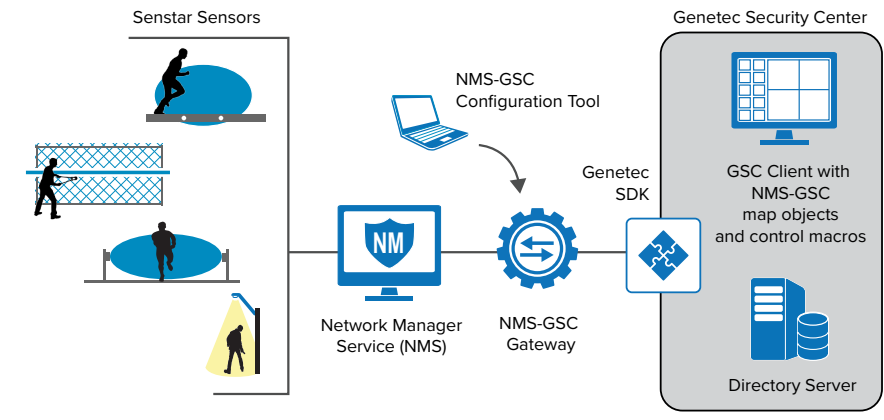 Senstar Sensors
Genetec Security Center
NMS-GSC
Configuration Tool
Genetec
SDK
GSC Client with
NMS-GSC
map objects
and control macros
NM
Network Manager
Service (NMS)
NMS-GSC
Gateway
Directory Server